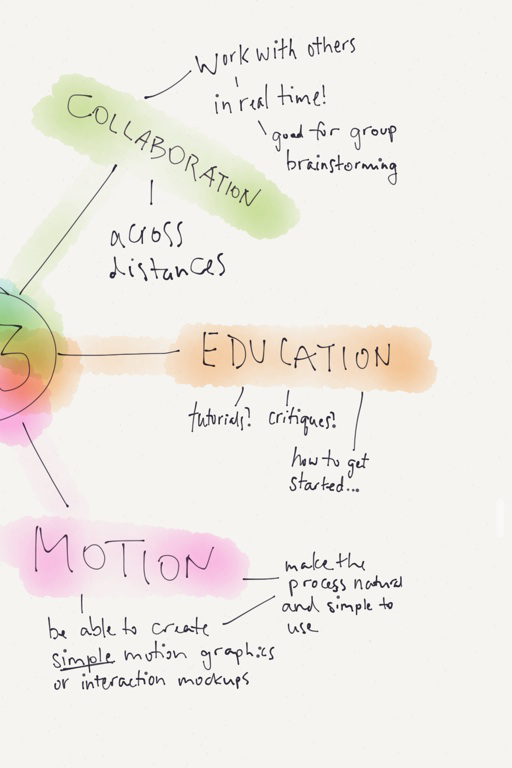 Work with others
in real time!
good for group
brainstorming
COLLABORATION
across
distances
3
EDUCATION
tutorials?
critiques?
how to get
started...
MOTION
make the
process natural
and simple to
use
be able to create
simple motion graphics
or interaction mockups